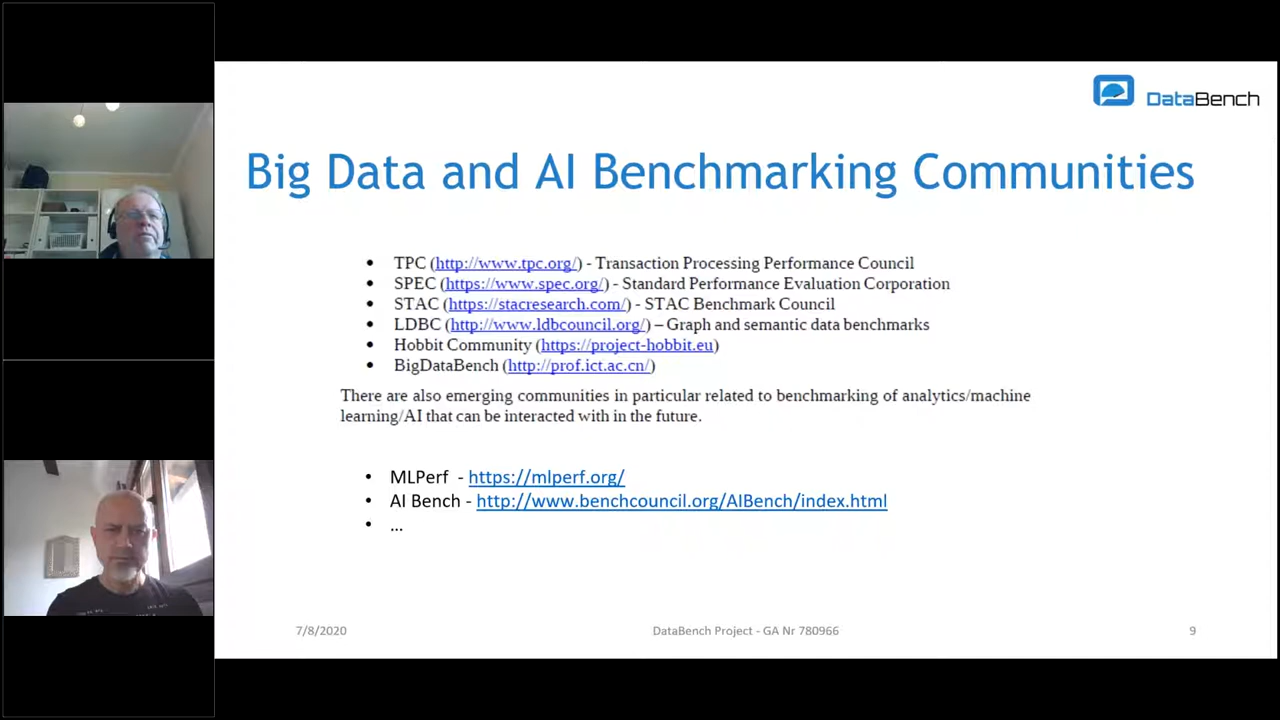 DataBench
Big Data and AI Benchmarking Communities
• TPC (http://www.tpc.org/) - Transaction Processing Performance Council
• SPEC (https://www.spec.org/) - Standard Performance Evaluation Corporation
• STAC (https://stacresearch.com/) - STAC Benchmark Council
• LDBC (http://www.ldbcouncil.org/) – Graph and semantic data benchmarks
• Hobbit Community (https://project-hobbit.eu)
• BigDataBench (http://prof.ict.ac.cn/)
There are also emerging communities in particular related to benchmarking of analytics/machine
learning/AI that can be interacted with in the future.
• MLPerf - https://mlperf.org/
• AI Bench - http://www.benchcouncil.org/AIBench/index.html
• ...
7/8/2020 DataBench Project - GA Nr 780966 9